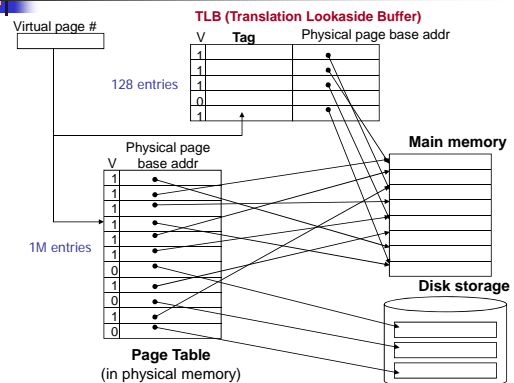 TLB (Translation Lookaside Buffer)
Virtual page #
V Tag Physical page base addr
1
1
1
0
1
128 entries
Main memory
Physical page
V base addr
1
1
1
1
1
1
0
1
0
1
0
1M entries
Disk storage
Page Table
(in physical memory)